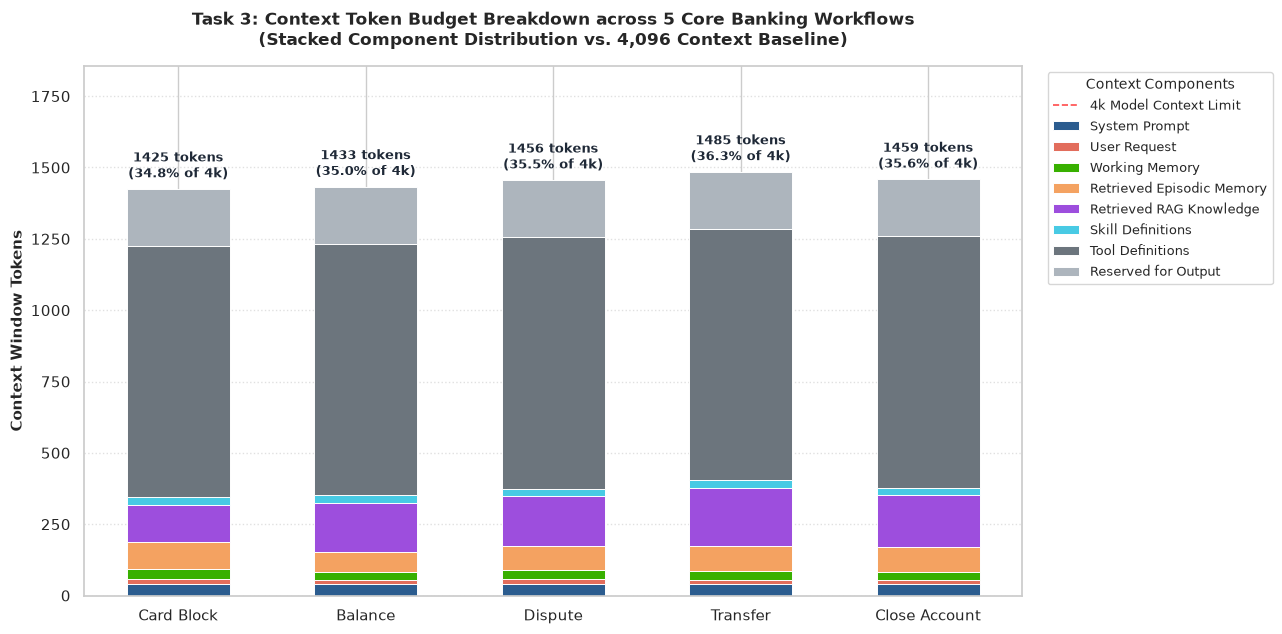 Task 3: Context Token Budget Breakdown across 5 Core Banking Workflows
(Stacked Component Distribution vs. 4,096 Context Baseline)
Context Window Tokens
1750
1500
1250
1000
750
500
250
0
1425 tokens
(34.8% of 4k)
1433 tokens
(35.0% of 4k)
1456 tokens
(35.5% of 4k)
1485 tokens
(36.3% of 4k)
1459 tokens
(35.6% of 4k)
Card Block
Balance
Dispute
Transfer
Close Account
Context Components
4k Model Context Limit
System Prompt
User Request
Working Memory
Retrieved Episodic Memory
Retrieved RAG Knowledge
Skill Definitions
Tool Definitions
Reserved for Output